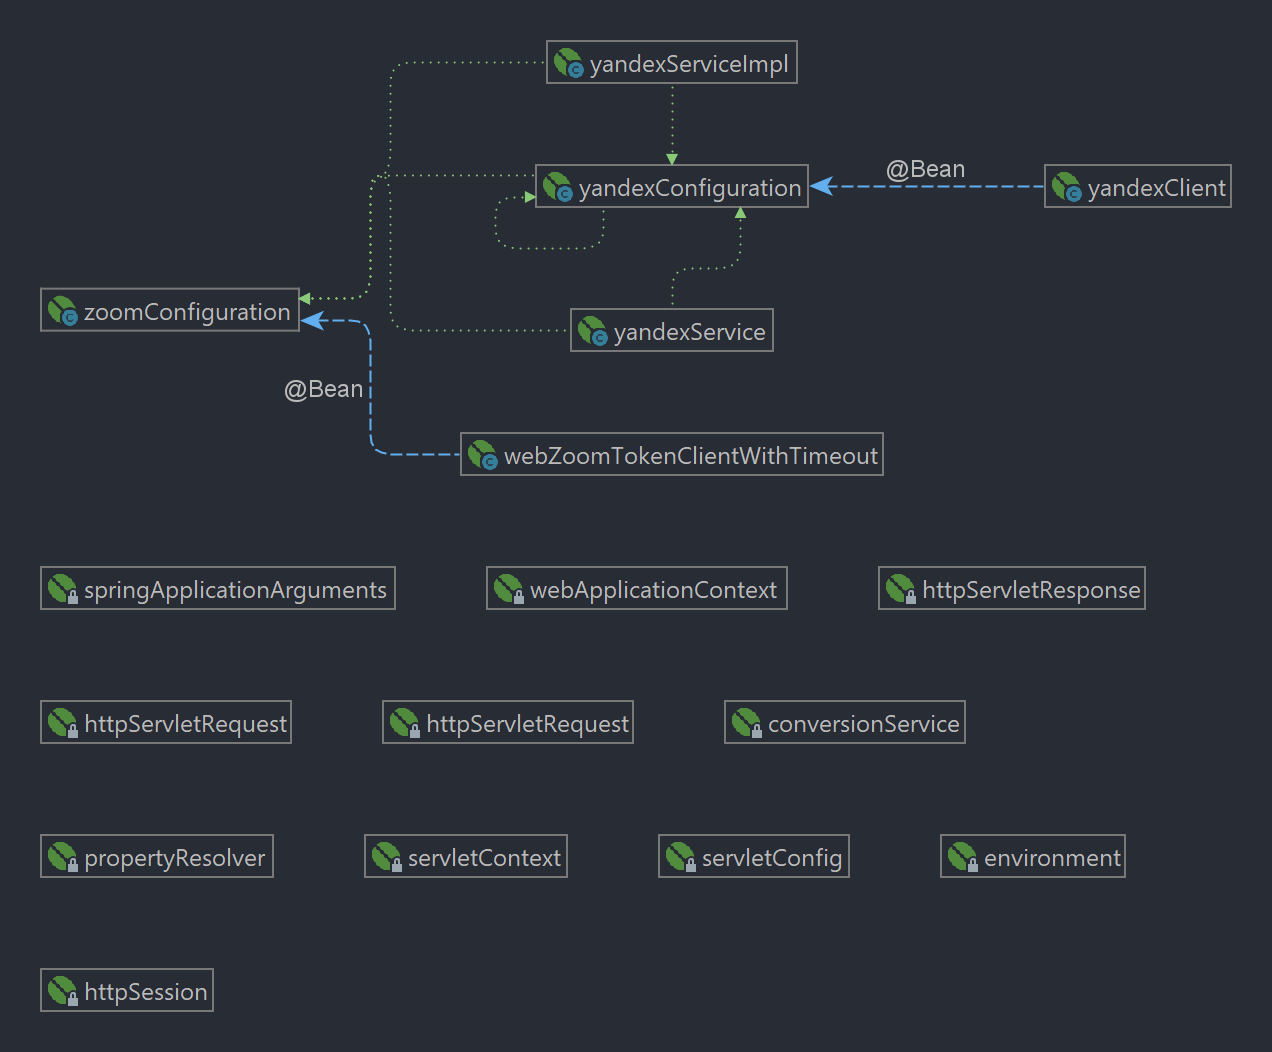 yandexServiceImpl
@Bean
yandexConfiguration
yandexClient
zoomConfiguration
yandexService
@Bean
webZoomTokenClientWithTimeout
springApplicationArguments
webApplicationContext
httpServletResponse
httpServletRequest
httpServletRequest
conversionService
propertyResolver
servletContext
servletConfig
environment
httpSession